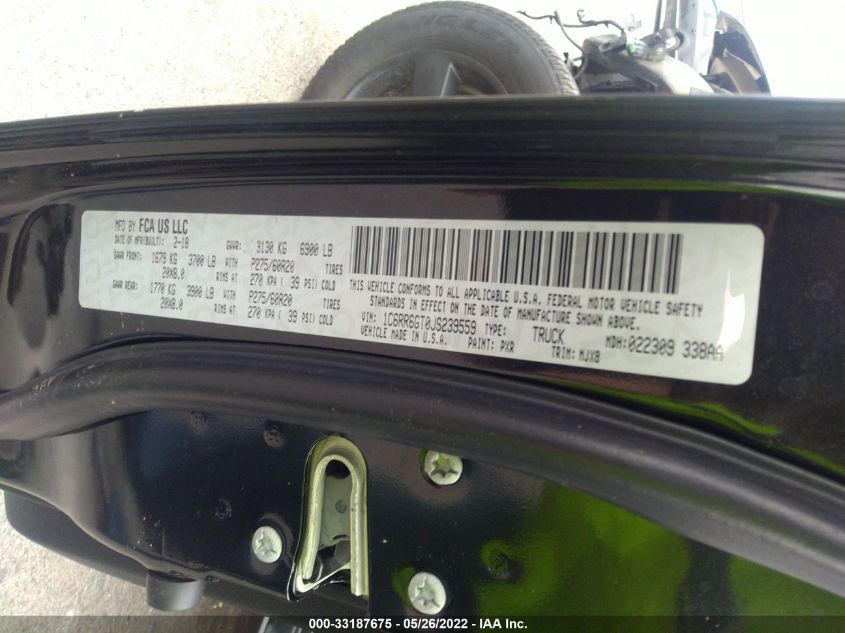 WRANGLER
MFD BY FCA US LLC
DATE OF MFR(BUILT): 2-18 GVWR: 3130 KG 6900 LB
GAWR FRONT: 1679 KG 3700 LB WITH P275/60R20 TIRES
20X8.0 RIMS AT 270 KPA ( 39 PSI) COLD
GAWR REAR: 1770 KG 3900 LB WITH P275/60R20 TIRES
20X8.0 RIMS AT 270 KPA ( 39 PSI) COLD
THIS VEHICLE CONFORMS TO ALL APPLICABLE U.S.A. FEDERAL MOTOR VEHICLE SAFETY
STANDARDS IN EFFECT ON THE DATE OF MANUFACTURE SHOWN ABOVE.
VIN: 1C6RR6GT0JS239559 TYPE: TRUCK MDH:022309 338AA
VEHICLE MADE IN U.S.A. PAINT: PXR TRIM: MJX8
000-33187675 - 05/26/2022 - IAA Inc.